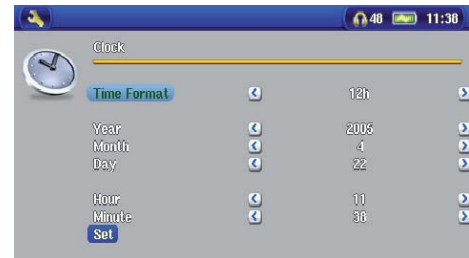 48 11:38
Clock
Time Format 12h
Year 2005
Month 4
Day 22
Hour 11
Minute 38
Set